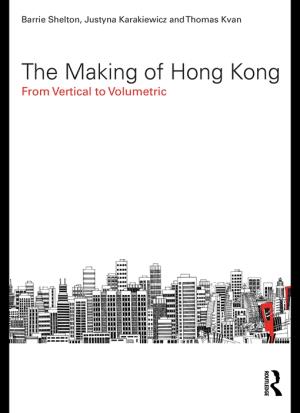 Barrie Shelton, Justyna Karakiewicz and Thomas Kvan
The Making of Hong Kong
From Vertical to Volumetric
ROUTLEDGE